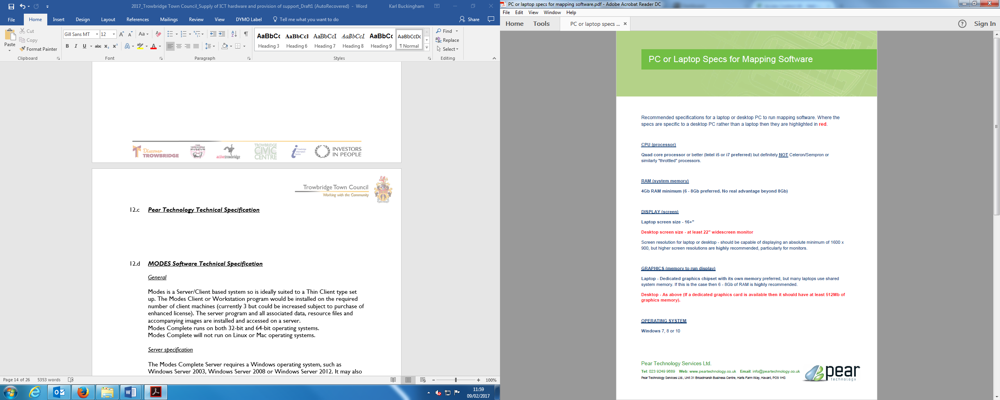 2017_Trowbridge Town Council_Supply of ICT hardware and provision of support_Draft1 (AutoRecovered) - Word
Karl Buckingham
File Home Insert Design Layout References Mailings Review View DYMO Label Tell me what you want to do Share
Paste
Cut
Copy
Format Painter
Clipboard
Gill Sans MT 12
Font
Paragraph
AaBbCc AaBbCcI AaBbCcI AaBbCcI AaBbCc AaBbCcDc
Heading 3 Heading 6 Heading 7 Heading 8 Heading 9 ¶ Normal
Styles
Find
Replace
Select
Editing
Discover
TROWBRIDGE
THE
TROWBRIDGE
MUSEUM
activetrowbridge
TROWBRIDGE
CIVIC
CENTRE
Trowbridge
Information
Centre
INVESTORS
IN PEOPLE
Trowbridge Town Council
Working with the Community
12.c Pear Technology Technical Specification
12.d MODES Software Technical Specification
General
Modes is a Server/Client based system so is ideally suited to a Thin Client type set
up. The Modes Client or Workstation program would be installed on the required
number of client machines (currently 3 but could be increased subject to purchase of
enhanced license). The server program and all associated data, resource files and
accompanying images are installed and accessed on a server.
Modes Complete runs on both 32-bit and 64-bit operating systems.
Modes Complete will not run on Linux or Mac operating systems.
Server specification
The Modes Complete Server requires a Windows operating system, such as
Windows Server 2003, Windows Server 2008 or Windows Server 2012. It may also
Page 14 of 26 5353 words
100%
11:59
09/02/2017
PC or laptop specs for mapping software.pdf - Adobe Acrobat Reader DC
File Edit View Window Help
Home Tools PC or laptop specs ... × Sign In
PC or Laptop Specs for Mapping Software
Recommended specifications for a laptop or desktop PC to run mapping software. Where the
specs are specific to a desktop PC rather than a laptop then they are highlighted in red.
CPU (processor)
Quad core processor or better (Intel i5 or i7 preferred) but definitely NOT Celeron/Sempron or
similarly "throttled" processors.
RAM (system memory)
4Gb RAM minimum (6 - 8Gb preferred. No real advantage beyond 8Gb)
DISPLAY (screen)
Laptop screen size - 16+"
Desktop screen size - at least 22" widescreen monitor
Screen resolution for laptop or desktop - should be capable of displaying an absolute minimum of 1600 x
900, but higher screen resolutions are highly recommended, particularly for monitors.
GRAPHICS (memory to run display)
Laptop - Dedicated graphics chipset with its own memory preferred, but many laptops use shared
system memory. If this is the case then 6 - 8Gb of RAM is highly recommended.
Desktop - As above (If a dedicated graphics card is available then it should have at least 512Mb of
graphics memory).
OPERATING SYSTEM
Windows 7, 8 or 10
Pear Technology Services Ltd.
Tel: 023 9249 9689 Web: www.peartechnology.co.uk Email: info@peartechnology.co.uk
Pear Technology Services Ltd., Unit 31 Broadmarsh Business Centre, Harts Farm Way, Havant, PO9 1HS
pear
technology